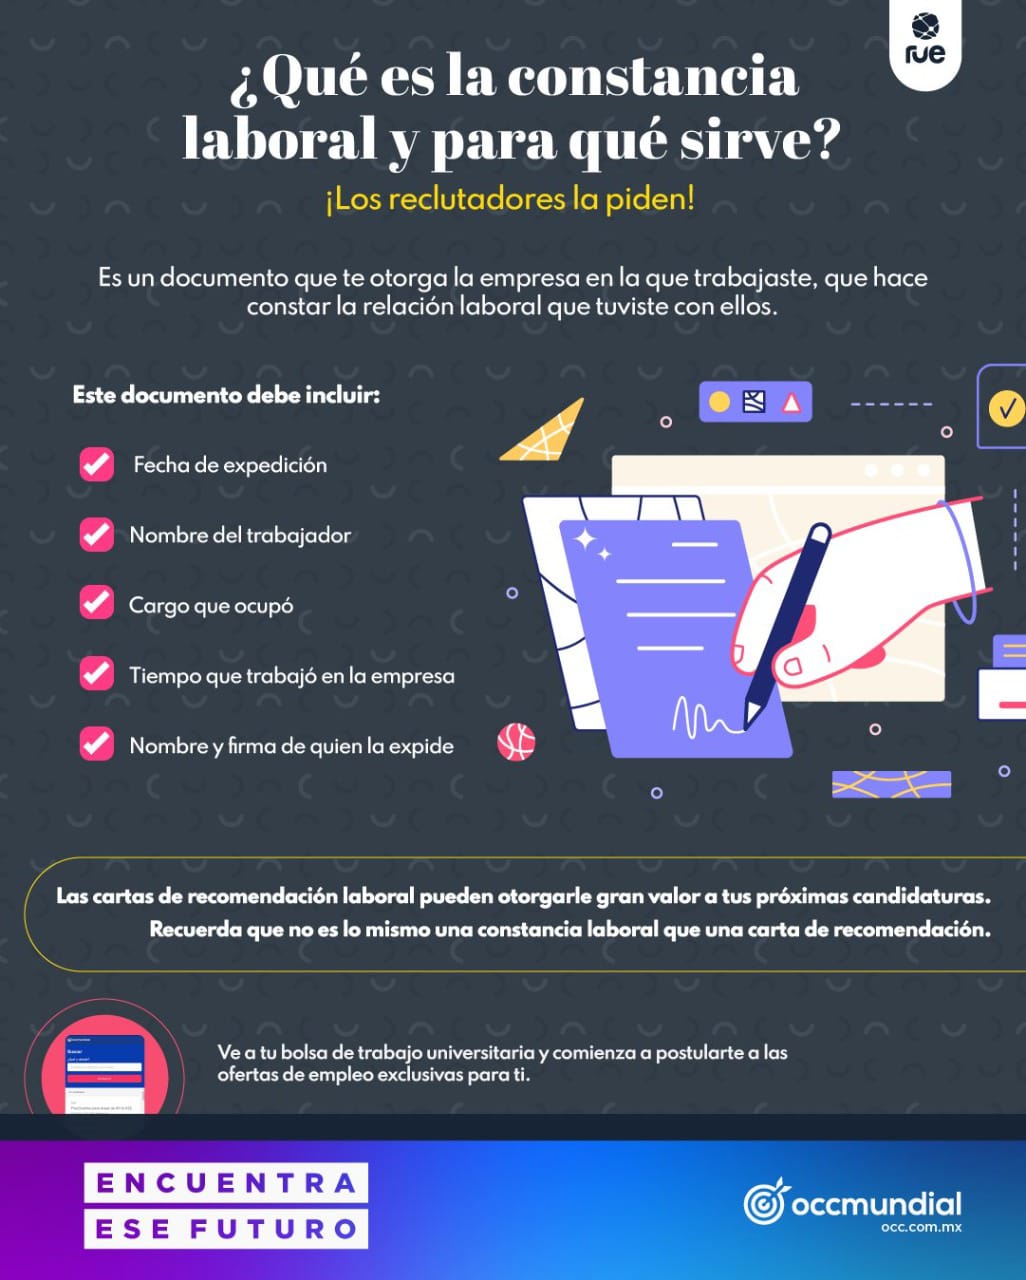 rue
¿Qué es la constancia
laboral y para qué sirve?
¡Los reclutadores la piden!
Es un documento que te otorga la empresa en la que trabajaste, que hace
constar la relación laboral que tuviste con ellos.
Este documento debe incluir:
Fecha de expedición
Nombre del trabajador
Cargo que ocupó
Tiempo que trabajó en la empresa
Nombre y firma de quien la expide
Las cartas de recomendación laboral pueden otorgarle gran valor a tus próximas candidaturas.
Recuerda que no es lo mismo una constancia laboral que una carta de recomendación.
Ve a tu bolsa de trabajo universitaria y comienza a postularte a las
ofertas de empleo exclusivas para ti.
ENCUENTRA
ESE FUTURO
occmundial
occ.com.mx